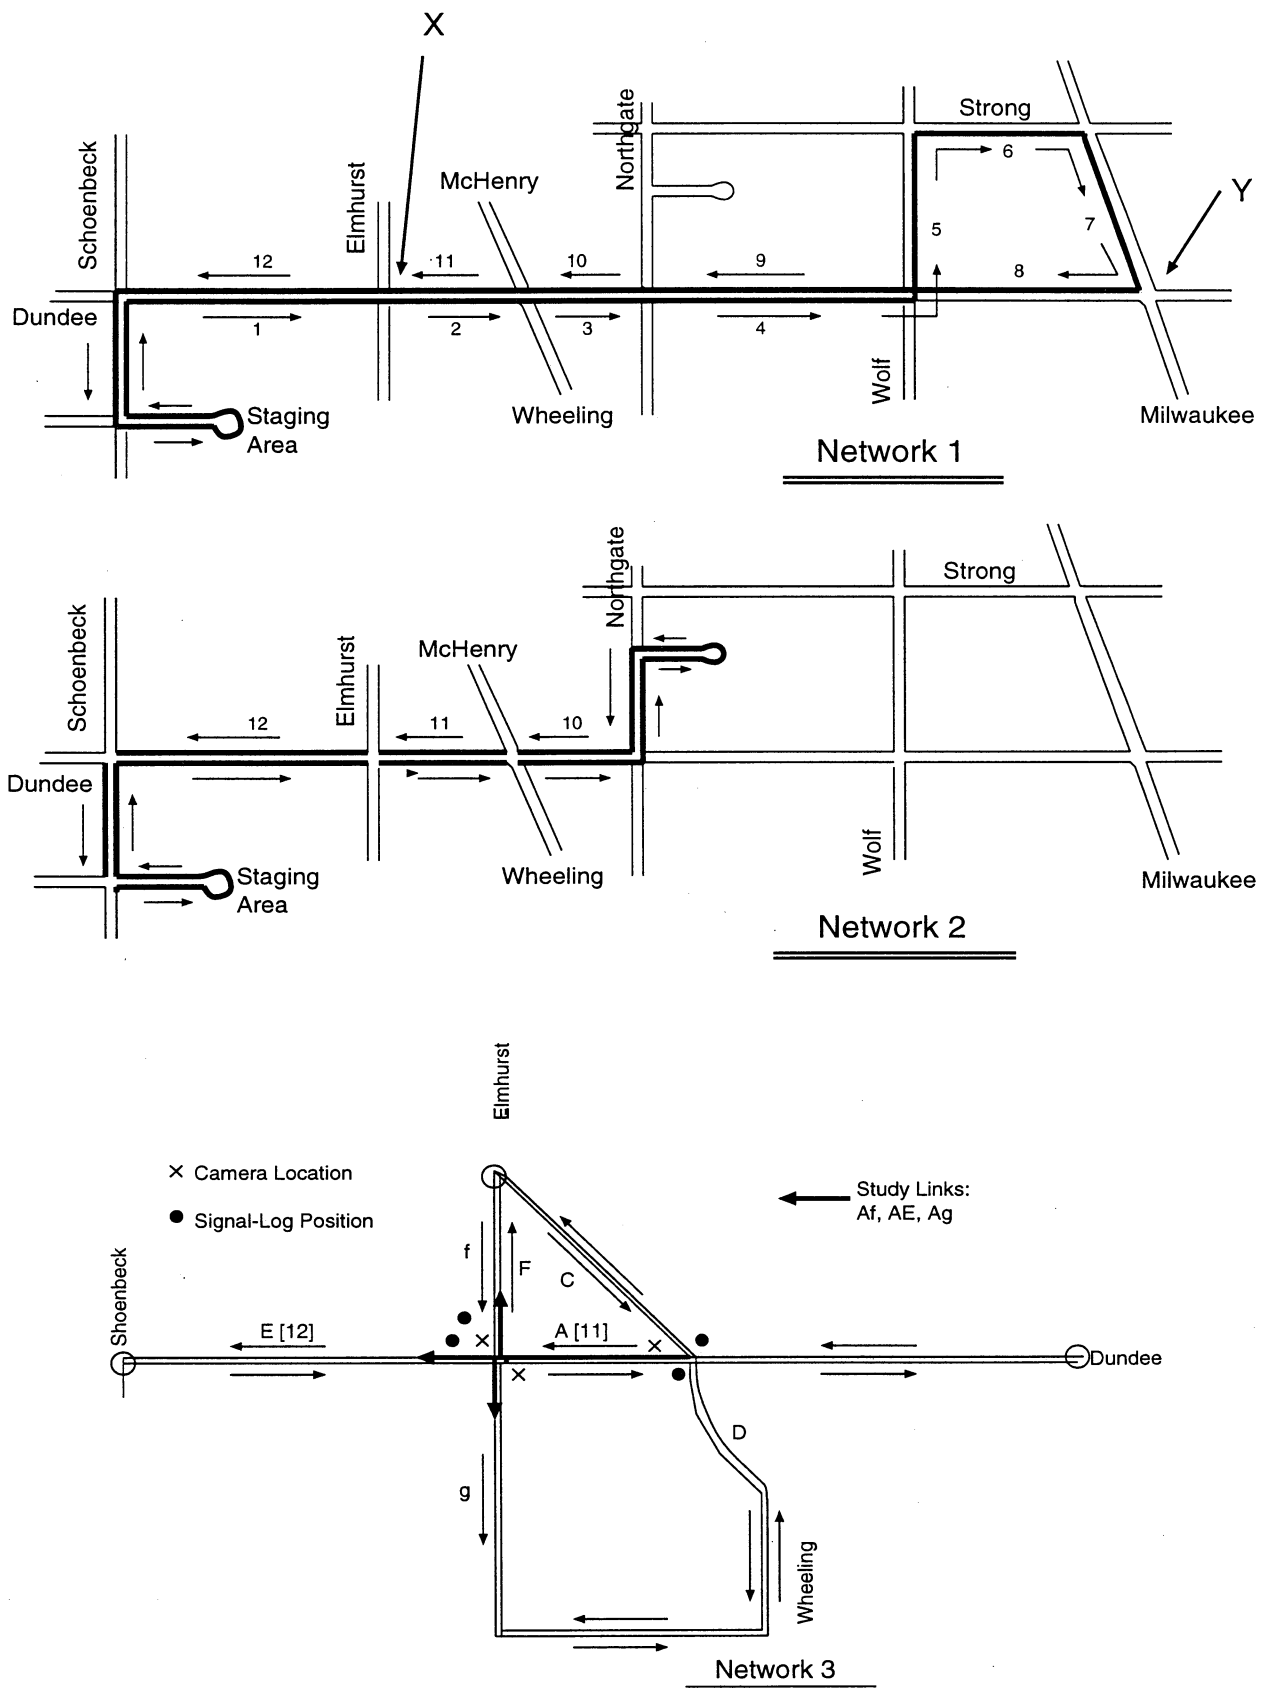 X
Northgate
Strong
Schoenbeck
6
Elmhurst
McHenry
Y
5
7
12
11
10
9
8
Dundee
1
2
3
4
Wolf
Staging
Area
Wheeling
Milwaukee
Network 1
Northgate
Strong
Schoenbeck
Elmhurst
McHenry
12
11
10
Dundee
Wolf
Staging
Area
Wheeling
Milwaukee
Network 2
Elmhurst
× Camera Location
● Signal-Log Position
Study Links:
Af, AE, Ag
Shoenbeck
f
F
C
E [12]
A [11]
Dundee
D
g
Wheeling
Network 3